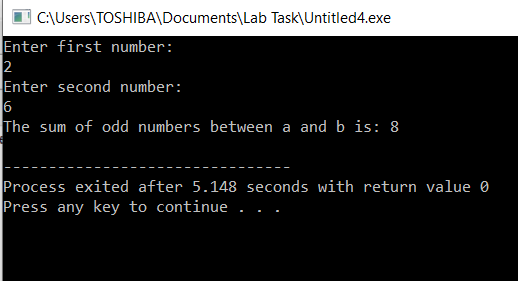 C:\Users\TOSHIBA\Documents\Lab Task\Untitled4.exe
Enter first number:
2
Enter second number:
6
The sum of odd numbers between a and b is: 8
--------------------------------
Process exited after 5.148 seconds with return value 0
Press any key to continue . . .